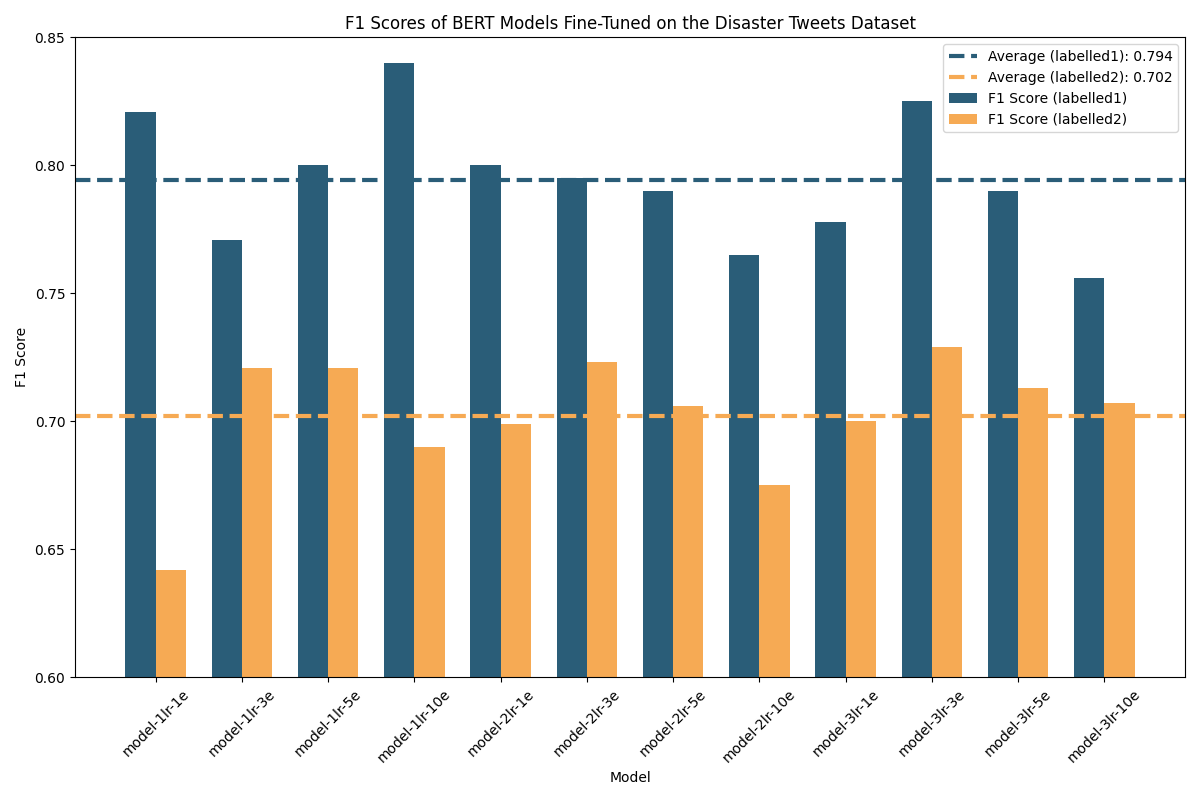 F1 Scores of BERT Models Fine-Tuned on the Disaster Tweets Dataset
Average (labelled1): 0.794
Average (labelled2): 0.702
F1 Score (labelled1)
F1 Score (labelled2)
F1 Score
0.85
0.80
0.75
0.70
0.65
0.60
model-1lr-1e
model-1lr-3e
model-1lr-5e
model-1lr-10e
model-2lr-1e
model-2lr-3e
model-2lr-5e
model-2lr-10e
model-3lr-1e
model-3lr-3e
model-3lr-5e
model-3lr-10e
Model